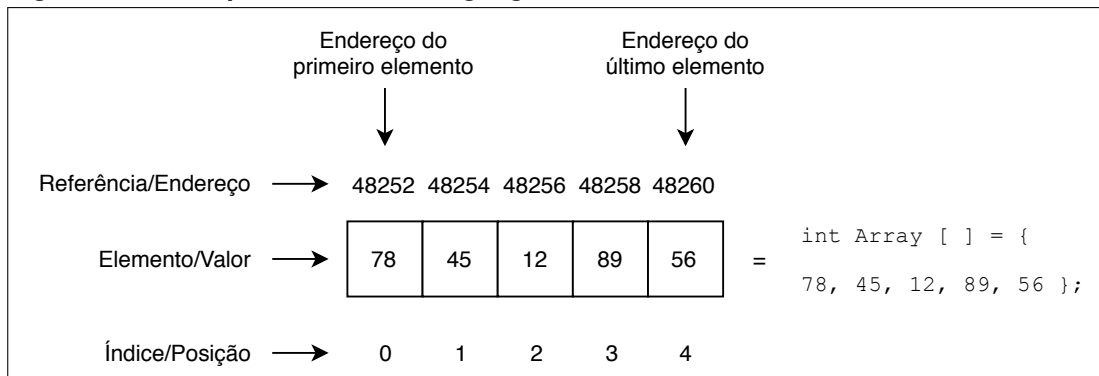 Endereço do Endereço do
primeiro elemento último elemento
Referência/Endereço 48252 48254 48256 48258 48260
Elemento/Valor 78 45 12 89 56 =
int Array [ ] = {
78, 45, 12, 89, 56 };
Índice/Posição 0 1 2 3 4